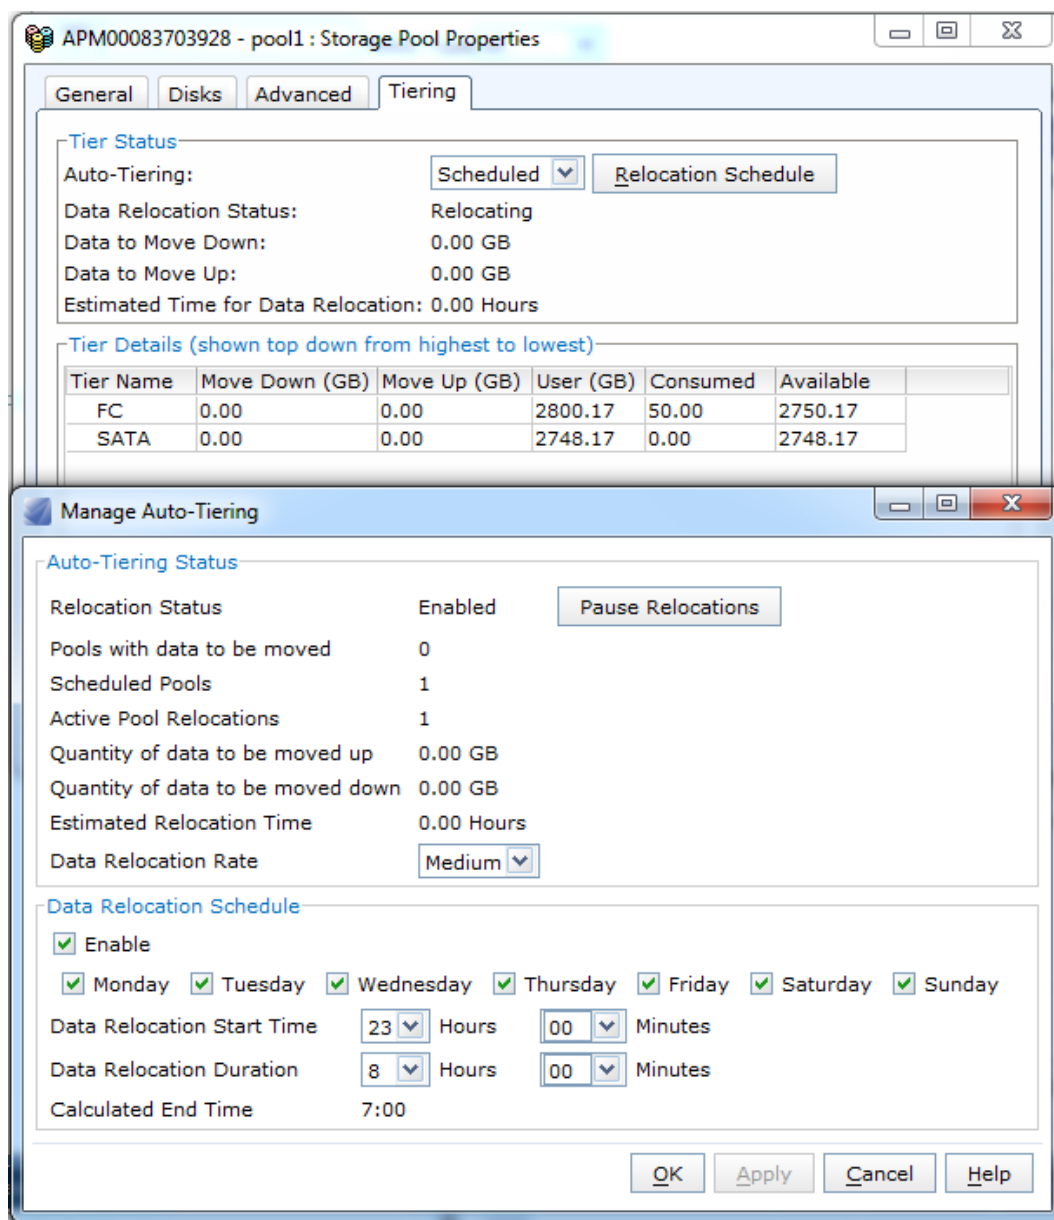 APM00083703928 - pool1 : Storage Pool Properties
General Disks Advanced Tiering
Tier Status
Auto-Tiering: Scheduled Relocation Schedule
Data Relocation Status: Relocating
Data to Move Down: 0.00 GB
Data to Move Up: 0.00 GB
Estimated Time for Data Relocation: 0.00 Hours
Tier Details (shown top down from highest to lowest)
Tier Name Move Down (GB) Move Up (GB) User (GB) Consumed Available
FC 0.00 0.00 2800.17 50.00 2750.17
SATA 0.00 0.00 2748.17 0.00 2748.17
Manage Auto-Tiering
Auto-Tiering Status
Relocation Status Enabled Pause Relocations
Pools with data to be moved 0
Scheduled Pools 1
Active Pool Relocations 1
Quantity of data to be moved up 0.00 GB
Quantity of data to be moved down 0.00 GB
Estimated Relocation Time 0.00 Hours
Data Relocation Rate Medium
Data Relocation Schedule
Enable
Monday Tuesday Wednesday Thursday Friday Saturday Sunday
Data Relocation Start Time 23 Hours 00 Minutes
Data Relocation Duration 8 Hours 00 Minutes
Calculated End Time 7:00
OK Apply Cancel Help